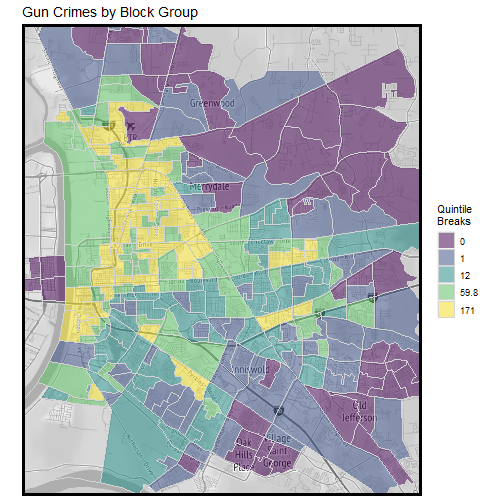 Gun Crimes by Block Group
Greenwood
BTR
Merrydale
Inniswold
Old
Jefferson
Oak
Hills
Place
Village
Saint
George
Quintile
Breaks
0
1
12
59.8
171